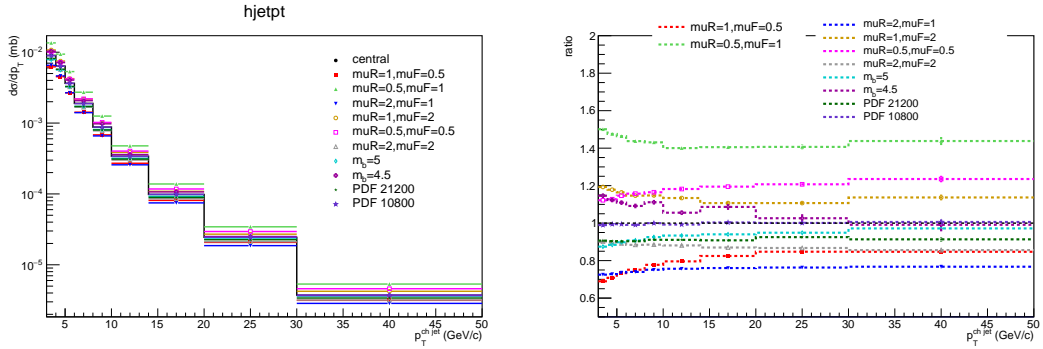 hjetpt
dσ/dp_T (mb)
10^-2
10^-3
10^-4
10^-5
central
muR=1,muF=0.5
muR=0.5,muF=1
muR=2,muF=1
muR=1,muF=2
muR=0.5,muF=0.5
muR=2,muF=2
m_b=5
m_b=4.5
PDF 21200
PDF 10800
5 10 15 20 25 30 35 40 45 50
p_T^ch jet (GeV/c)
ratio
2
1.8
1.6
1.4
1.2
1
0.8
0.6
muR=1,muF=0.5
muR=0.5,muF=1
muR=2,muF=1
muR=1,muF=2
muR=0.5,muF=0.5
muR=2,muF=2
m_b=5
m_b=4.5
PDF 21200
PDF 10800
5 10 15 20 25 30 35 40 45 50
p_T^ch jet (GeV/c)